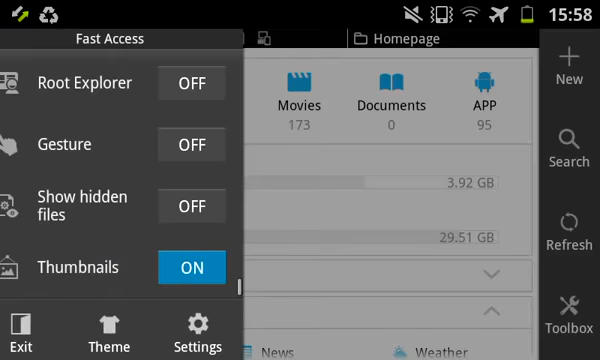 15:58
Fast Access
Homepage
Root Explorer OFF
Gesture OFF
Show hidden
files
OFF
Thumbnails ON
Exit Theme Settings
Movies Documents APP
173 0 95
3.92 GB
29.51 GB
News Weather
New
Search
Refresh
Toolbox